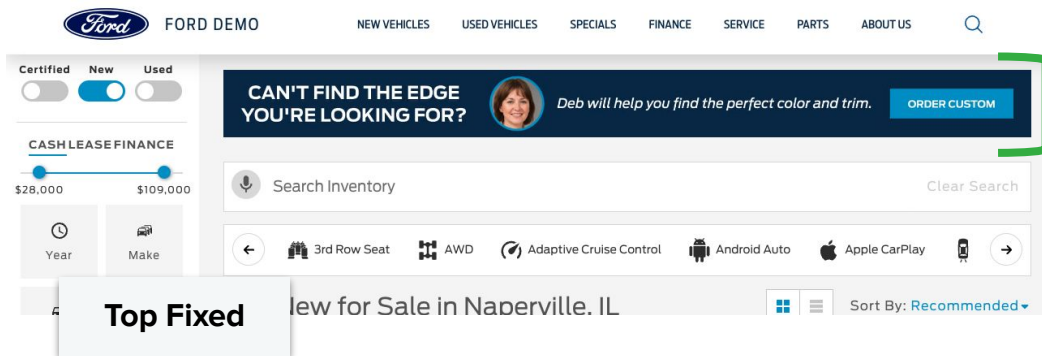 Ford FORD DEMO NEW VEHICLES USED VEHICLES SPECIALS FINANCE SERVICE PARTS ABOUT US
Certified New Used
CAN'T FIND THE EDGE
YOU'RE LOOKING FOR?
Deb will help you find the perfect color and trim.
ORDER CUSTOM
CASH LEASE FINANCE
$28,000 $109,000
Search Inventory Clear Search
Year Make
3rd Row Seat AWD Adaptive Cruise Control Android Auto Apple CarPlay
New for Sale in Naperville, IL
Sort By: Recommended
Top Fixed